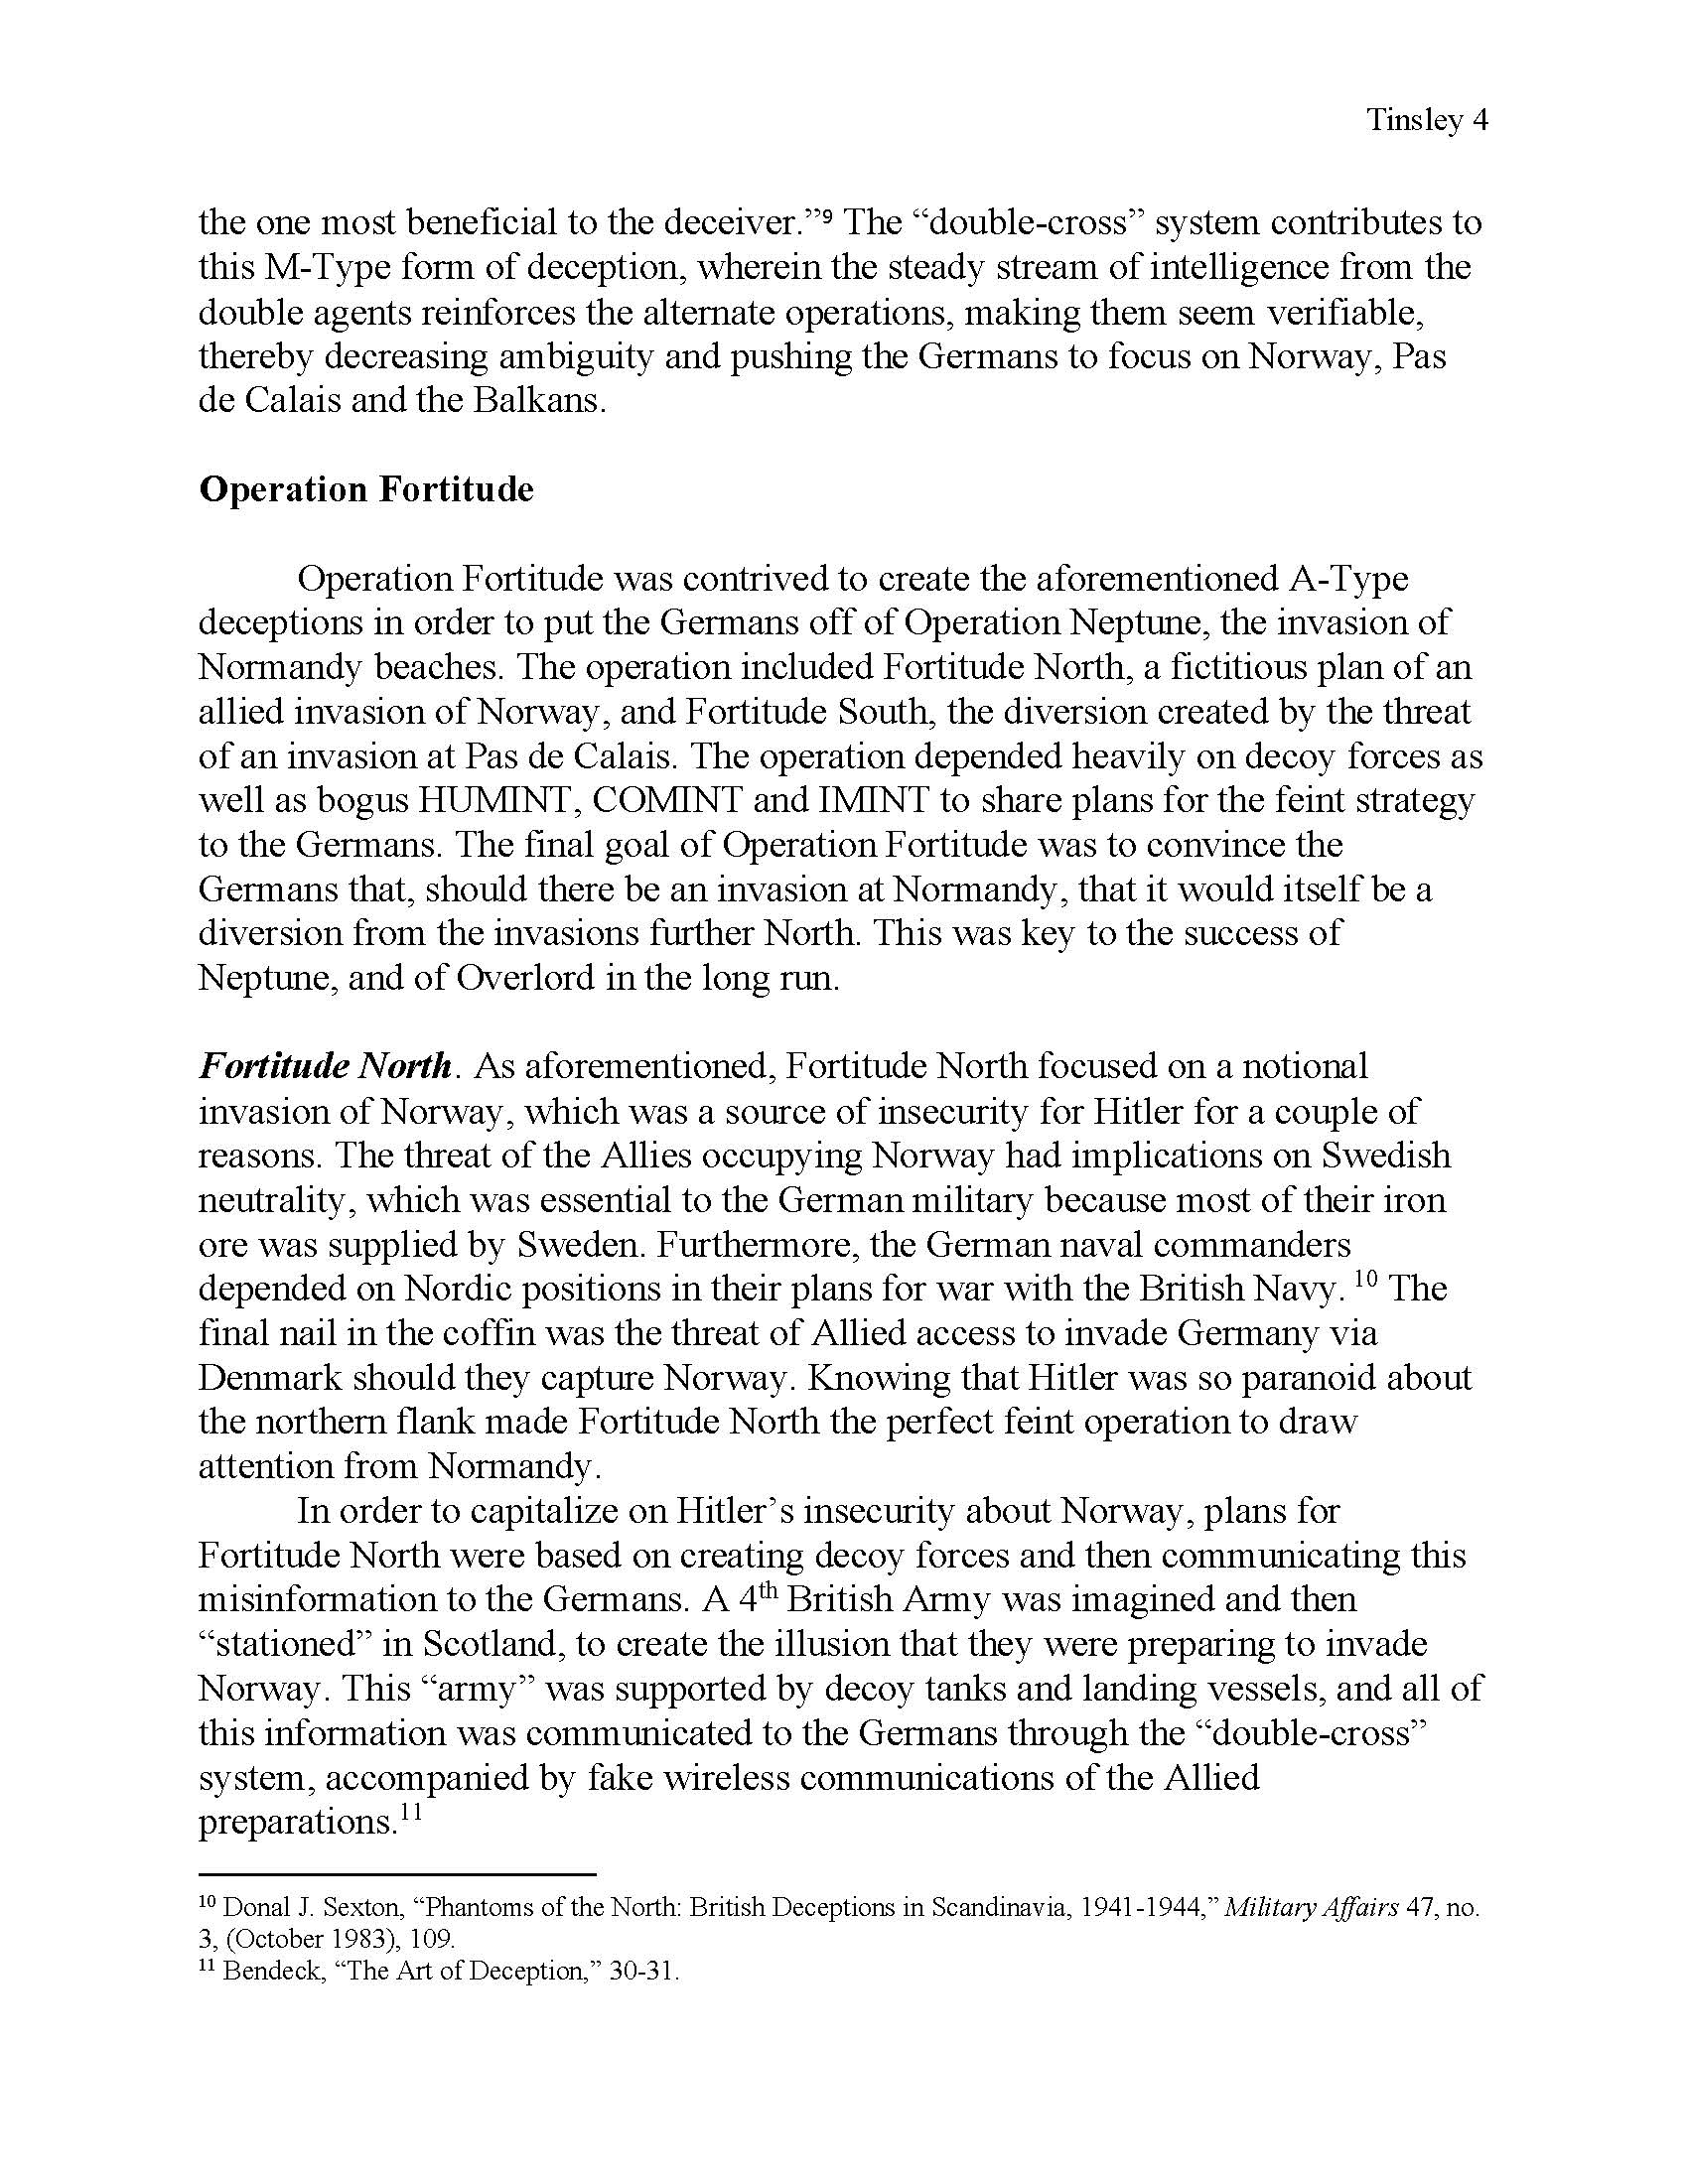 Tinsley 4
the one most beneficial to the deceiver.”⁹ The “double-cross” system contributes to
this M-Type form of deception, wherein the steady stream of intelligence from the
double agents reinforces the alternate operations, making them seem verifiable,
thereby decreasing ambiguity and pushing the Germans to focus on Norway, Pas
de Calais and the Balkans.
Operation Fortitude
Operation Fortitude was contrived to create the aforementioned A-Type
deceptions in order to put the Germans off of Operation Neptune, the invasion of
Normandy beaches. The operation included Fortitude North, a fictitious plan of an
allied invasion of Norway, and Fortitude South, the diversion created by the threat
of an invasion at Pas de Calais. The operation depended heavily on decoy forces as
well as bogus HUMINT, COMINT and IMINT to share plans for the feint strategy
to the Germans. The final goal of Operation Fortitude was to convince the
Germans that, should there be an invasion at Normandy, that it would itself be a
diversion from the invasions further North. This was key to the success of
Neptune, and of Overlord in the long run.
Fortitude North. As aforementioned, Fortitude North focused on a notional
invasion of Norway, which was a source of insecurity for Hitler for a couple of
reasons. The threat of the Allies occupying Norway had implications on Swedish
neutrality, which was essential to the German military because most of their iron
ore was supplied by Sweden. Furthermore, the German naval commanders
depended on Nordic positions in their plans for war with the British Navy. ¹⁰ The
final nail in the coffin was the threat of Allied access to invade Germany via
Denmark should they capture Norway. Knowing that Hitler was so paranoid about
the northern flank made Fortitude North the perfect feint operation to draw
attention from Normandy.
In order to capitalize on Hitler’s insecurity about Norway, plans for
Fortitude North were based on creating decoy forces and then communicating this
misinformation to the Germans. A 4th British Army was imagined and then
“stationed” in Scotland, to create the illusion that they were preparing to invade
Norway. This “army” was supported by decoy tanks and landing vessels, and all of
this information was communicated to the Germans through the “double-cross”
system, accompanied by fake wireless communications of the Allied
preparations.¹¹
¹⁰ Donal J. Sexton, “Phantoms of the North: British Deceptions in Scandinavia, 1941-1944,” Military Affairs 47, no.
3, (October 1983), 109.
¹¹ Bendeck, “The Art of Deception,” 30-31.